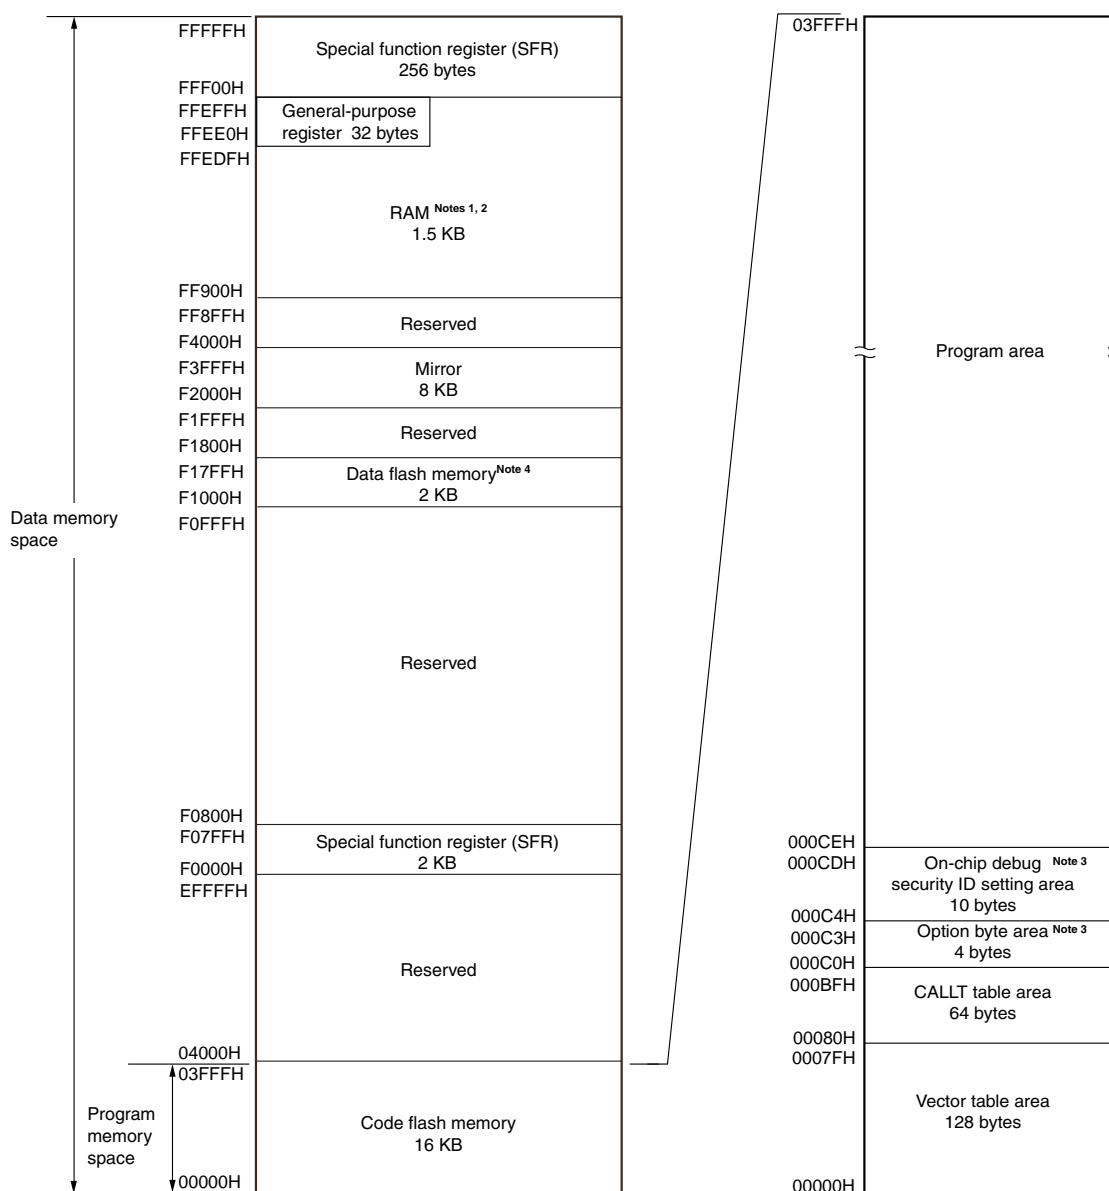 FFFFFH
Special function register (SFR)
256 bytes
FFF00H
FFEFFH
General-purpose
register 32 bytes
FFEE0H
FFEDFH
RAM Notes 1, 2
1.5 KB
FF900H
FF8FFH
Reserved
F4000H
F3FFFH
Mirror
8 KB
F2000H
F1FFFH
Reserved
F1800H
F17FFH
Data flash memory Note 4
2 KB
F1000H
F0FFFH
Data memory
space
Reserved
F0800H
F07FFH
Special function register (SFR)
2 KB
F0000H
EFFFFH
Reserved
04000H
03FFFH
Program
memory
space
Code flash memory
16 KB
00000H
03FFFH
Program area
000CEH
000CDH
On-chip debug Note 3
security ID setting area
10 bytes
000C4H
000C3H
Option byte area Note 3
4 bytes
000C0H
000BFH
CALLT table area
64 bytes
00080H
0007FH
Vector table area
128 bytes
00000H